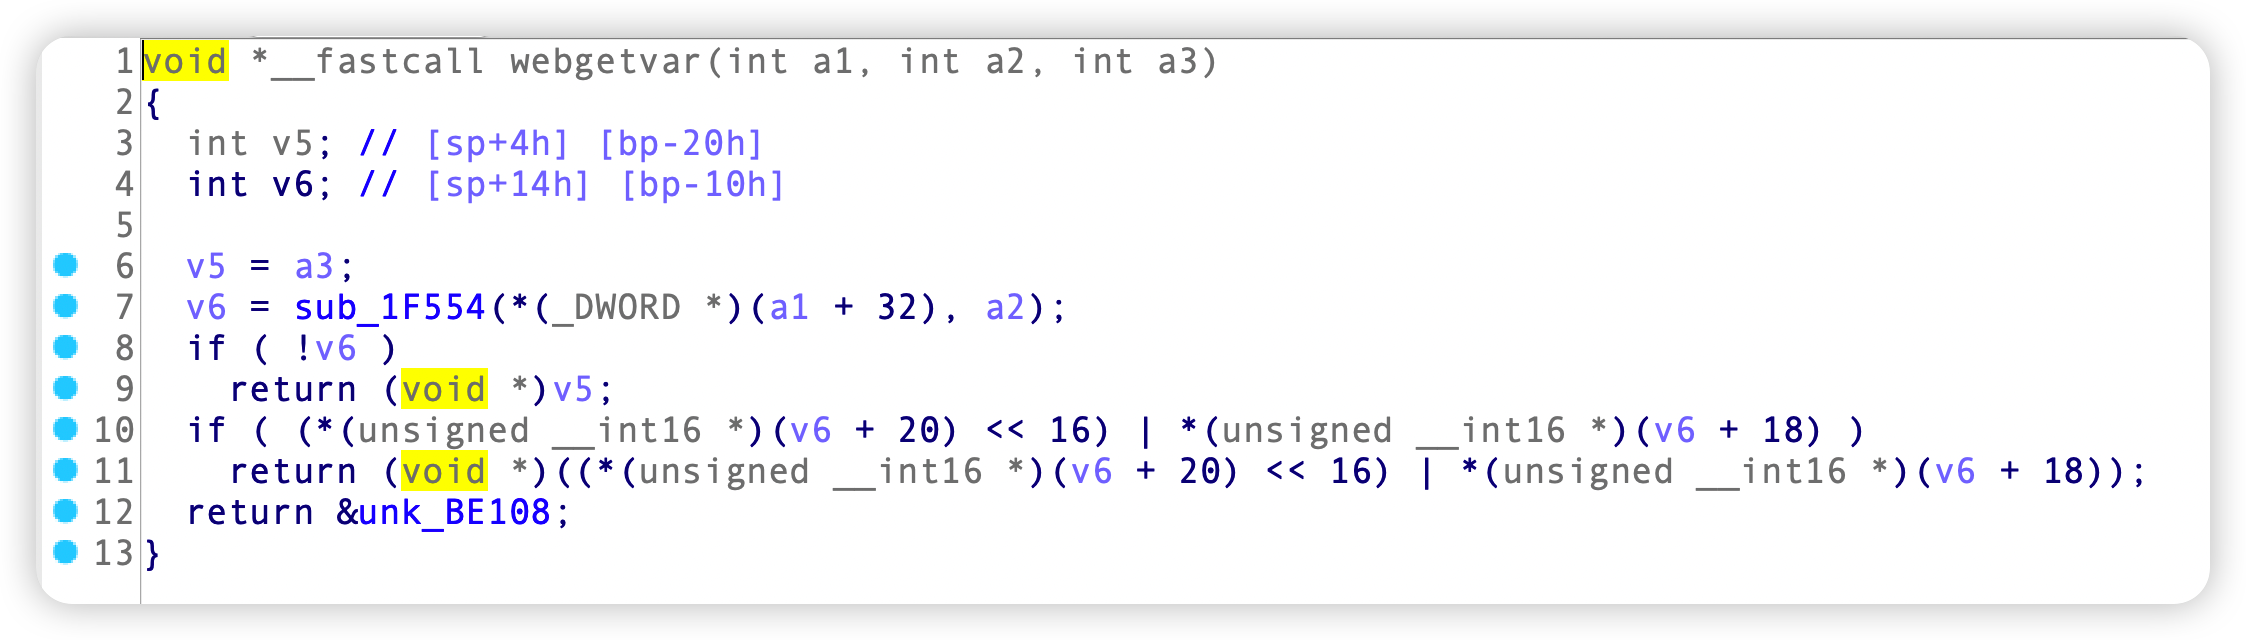 1 void *__fastcall webgetvar(int a1, int a2, int a3)
2 {
3   int v5; // [sp+4h] [bp-20h]
4   int v6; // [sp+14h] [bp-10h]
5
6   v5 = a3;
7   v6 = sub_1F554(*(_DWORD *)(a1 + 32), a2);
8   if ( !v6 )
9     return (void *)v5;
10   if ( (*(unsigned __int16 *)(v6 + 20) << 16) | *(unsigned __int16 *)(v6 + 18) )
11     return (void *)((*(unsigned __int16 *)(v6 + 20) << 16) | *(unsigned __int16 *)(v6 + 18));
12   return &unk_BE108;
13 }